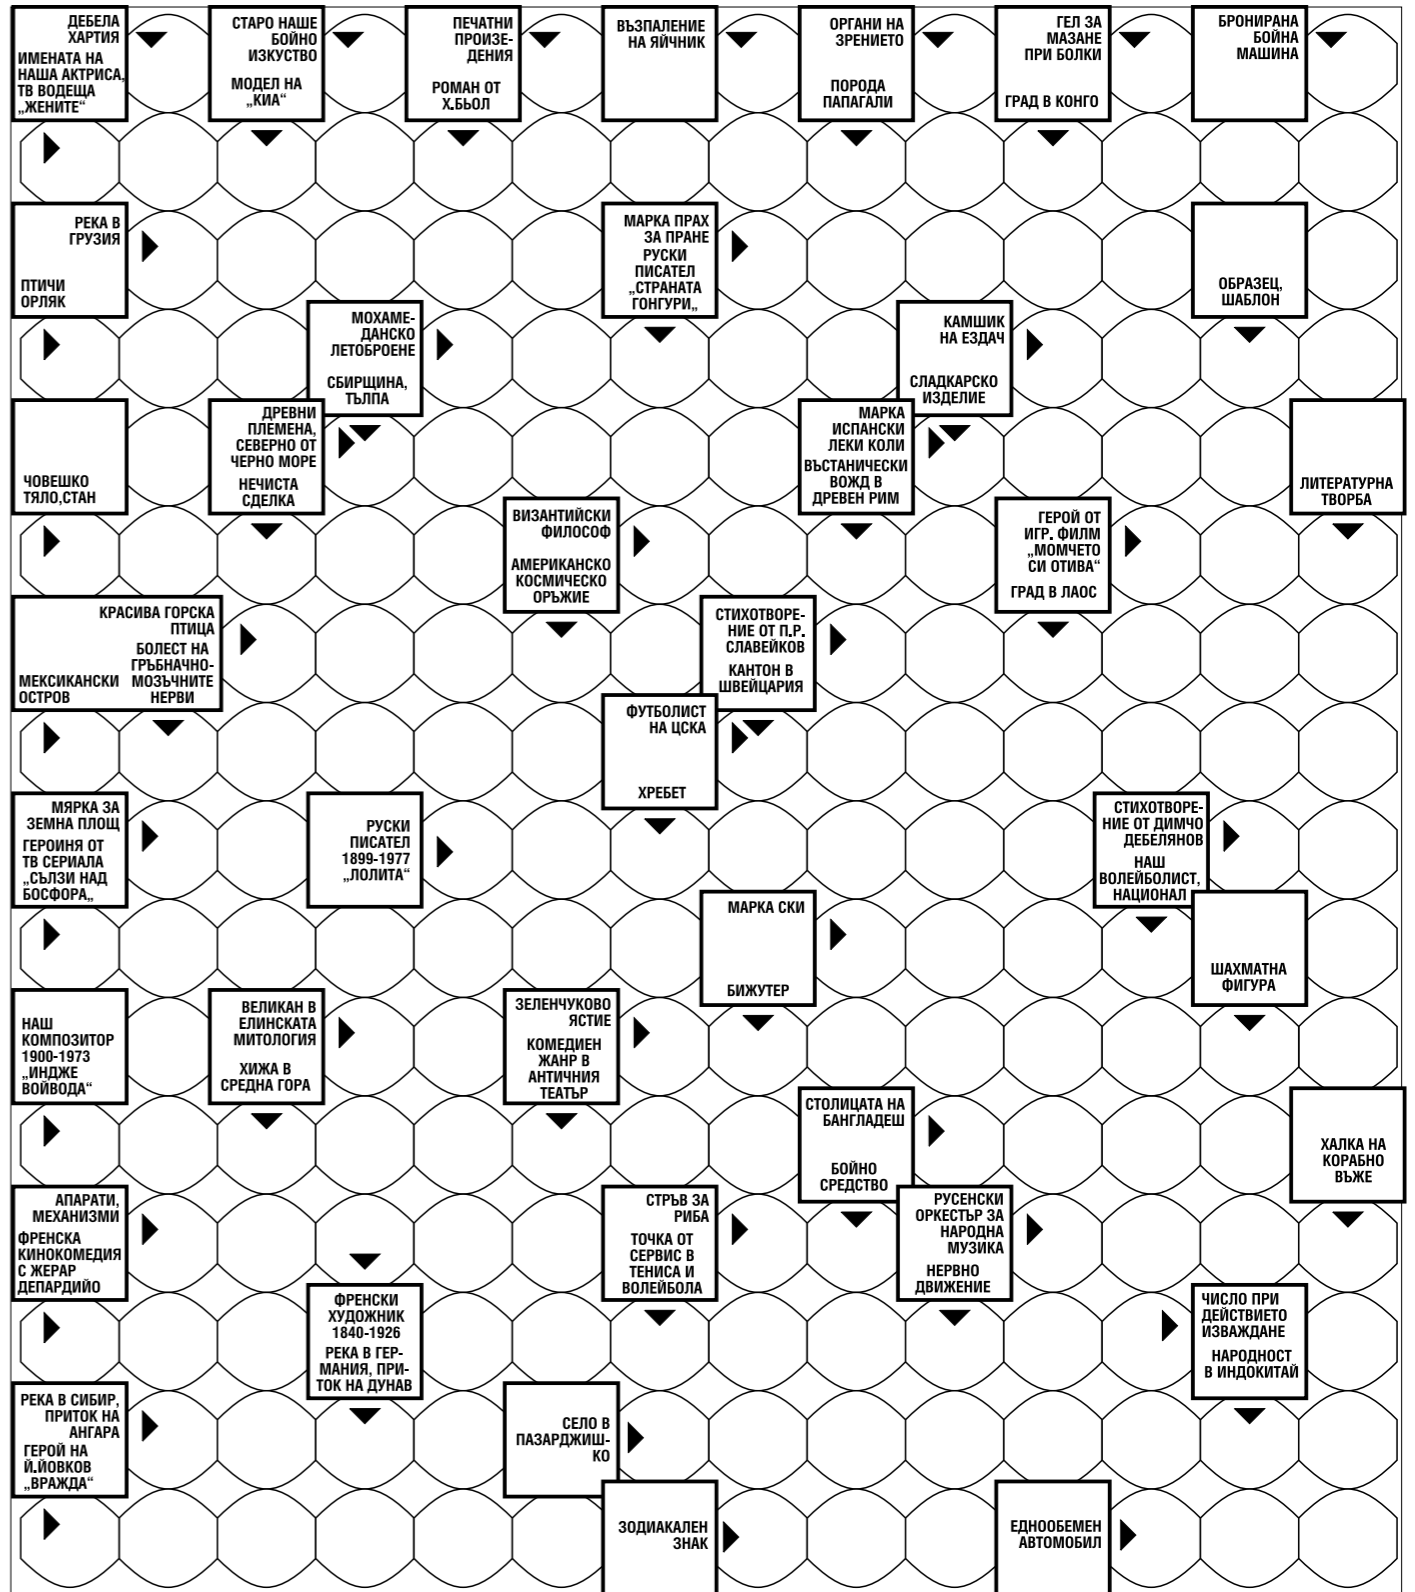 ДЕБЕЛА
ХАРТИЯ
ИМЕНАТА НА
НАША АКТРИСА,
ТВ ВОДЕЩА
„ЖЕНИТЕ“
СТАРО НАШЕ
БОЙНО
ИЗКУСТВО
МОДЕЛ НА
„КИА“
ПЕЧАТНИ
ПРОИЗЕ-
ДЕНИЯ
РОМАН ОТ
Х.БЬОЛ
ВЪЗПАЛЕНИЕ
НА ЯЙЧНИК
ОРГАНИ НА
ЗРЕНИЕТО
ПОРОДА
ПАПАГАЛИ
ГЕЛ ЗА
МАЗАНЕ
ПРИ БОЛКИ
ГРАД В КОНГО
БРОНИРАНА
БОЙНА
МАШИНА
РЕКА В
ГРУЗИЯ
ПТИЧИ
ОРЛЯК
МАРКА ПРАХ
ЗА ПРАНЕ
РУСКИ
ПИСАТЕЛ
„СТРАНАТА
ГОНГУРИ„
ОБРАЗЕЦ,
ШАБЛОН
МОХАМЕ-
ДАНСКО
ЛЕТОБРОЕНЕ
СБИРЩИНА,
ТЪЛПА
КАМШИК
НА ЕЗДАЧ
СЛАДКАРСКО
ИЗДЕЛИЕ
ЧОВЕШКО
ТЯЛО,СТАН
ДРЕВНИ
ПЛЕМЕНА,
СЕВЕРНО ОТ
ЧЕРНО МОРЕ
НЕЧИСТА
СДЕЛКА
МАРКА
ИСПАНСКИ
ЛЕКИ КОЛИ
ВЪСТАНИЧЕСКИ
ВОЖД В
ДРЕВЕН РИМ
ЛИТЕРАТУРНА
ТВОРБА
ВИЗАНТИЙСКИ
ФИЛОСОФ
АМЕРИКАНСКО
КОСМИЧЕСКО
ОРЪЖИЕ
ГЕРОЙ ОТ
ИГР. ФИЛМ
„МОМЧЕТО
СИ ОТИВА“
ГРАД В ЛАОС
КРАСИВА ГОРСКА
ПТИЦА
БОЛЕСТ НА
ГРЪБНАЧНО-
МОЗЪЧНИТЕ
НЕРВИ
МЕКСИКАНСКИ
ОСТРОВ
СТИХОТВОРЕ-
НИЕ ОТ П.Р.
СЛАВЕЙКОВ
КАНТОН В
ШВЕЙЦАРИЯ
ФУТБОЛИСТ
НА ЦСКА
ХРЕБЕТ
МЯРКА ЗА
ЗЕМНА ПЛОЩ
ГЕРОИНЯ ОТ
ТВ СЕРИАЛА
„СЪЛЗИ НАД
БОСФОРА„
РУСКИ
ПИСАТЕЛ
1899-1977
„ЛОЛИТА“
СТИХОТВОРЕ-
НИЕ ОТ ДИМЧО
ДЕБЕЛЯНОВ
НАШ
ВОЛЕЙБОЛИСТ,
НАЦИОНАЛ
МАРКА СКИ
БИЖУТЕР
ШАХМАТНА
ФИГУРА
НАШ
КОМПОЗИТОР
1900-1973
„ИНДЖЕ
ВОЙВОДА“
ВЕЛИКАН В
ЕЛИНСКАТА
МИТОЛОГИЯ
ХИЖА В
СРЕДНА ГОРА
ЗЕЛЕНЧУКОВО
ЯСТИЕ
КОМЕДИЕН
ЖАНР В
АНТИЧНИЯ
ТЕАТЪР
СТОЛИЦАТА НА
БАНГЛАДЕШ
БОЙНО
СРЕДСТВО
ХАЛКА НА
КОРАБНО
ВЪЖЕ
АПАРАТИ,
МЕХАНИЗМИ
ФРЕНСКА
КИНОКОМЕДИЯ
С ЖЕРАР
ДЕПАРДИЙО
СТРЪВ ЗА
РИБА
ТОЧКА ОТ
СЕРВИС В
ТЕНИСА И
ВОЛЕЙБОЛА
РУСЕНСКИ
ОРКЕСТЪР ЗА
НАРОДНА
МУЗИКА
НЕРВНО
ДВИЖЕНИЕ
ФРЕНСКИ
ХУДОЖНИК
1840-1926
РЕКА В ГЕР-
МАНИЯ, ПРИ-
ТОК НА ДУНАВ
ЧИСЛО ПРИ
ДЕЙСТВИЕТО
ИЗВАЖДАНЕ
НАРОДНОСТ
В ИНДОКИТАЙ
РЕКА В СИБИР,
ПРИТОК НА
АНГАРА
ГЕРОЙ НА
Й.ЙОВКОВ
„ВРАЖДА“
СЕЛО В
ПАЗАРДЖИШ-
КО
ЗОДИАКАЛЕН
ЗНАК
ЕДНООБЕМЕН
АВТОМОБИЛ